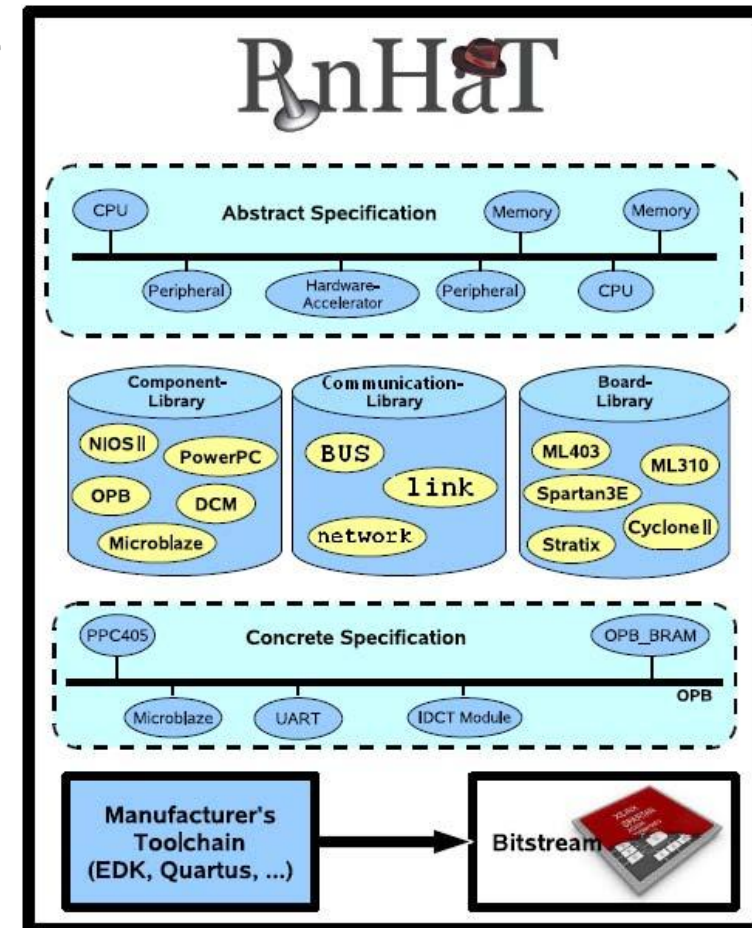 RnHaT
CPU
Abstract Specification
Memory
Memory
Peripheral
Hardware-
Accelerator
Peripheral
CPU
Component-
Library
NIOS II
PowerPC
OPB
DCM
Microblaze
Communication-
Library
BUS
link
network
Board-
Library
ML403
ML310
Spartan3E
Cyclone II
Stratix
PPC405
Concrete Specification
OPB_BRAM
OPB
Microblaze
UART
IDCT Module
Manufacturer's
Toolchain
(EDK, Quartus, ...)
Bitstream
XILINX
SPARTAN